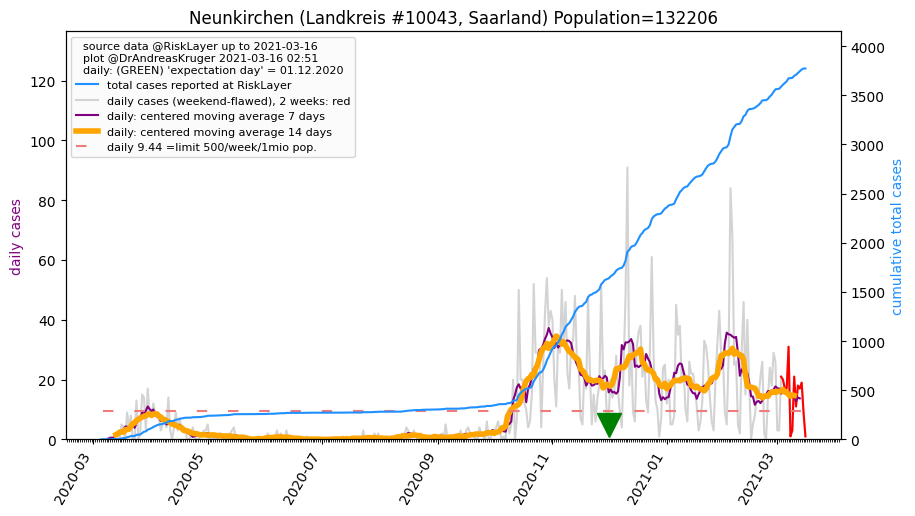 Neunkirchen (Landkreis #10043, Saarland) Population=132206
source data @RiskLayer up to 2021-03-16
plot @DrAndreasKruger 2021-03-16 02:51
daily: (GREEN) 'expectation day' = 01.12.2020
total cases reported at RiskLayer
daily cases (weekend-flawed), 2 weeks: red
daily: centered moving average 7 days
daily: centered moving average 14 days
daily 9.44 =limit 500/week/1mio pop.
daily cases
120
100
80
60
40
20
0
4000
3500
3000
2500
2000
1500
1000
500
0
cumulative total cases
2020-03
2020-05
2020-07
2020-09
2020-11
2021-01
2021-03